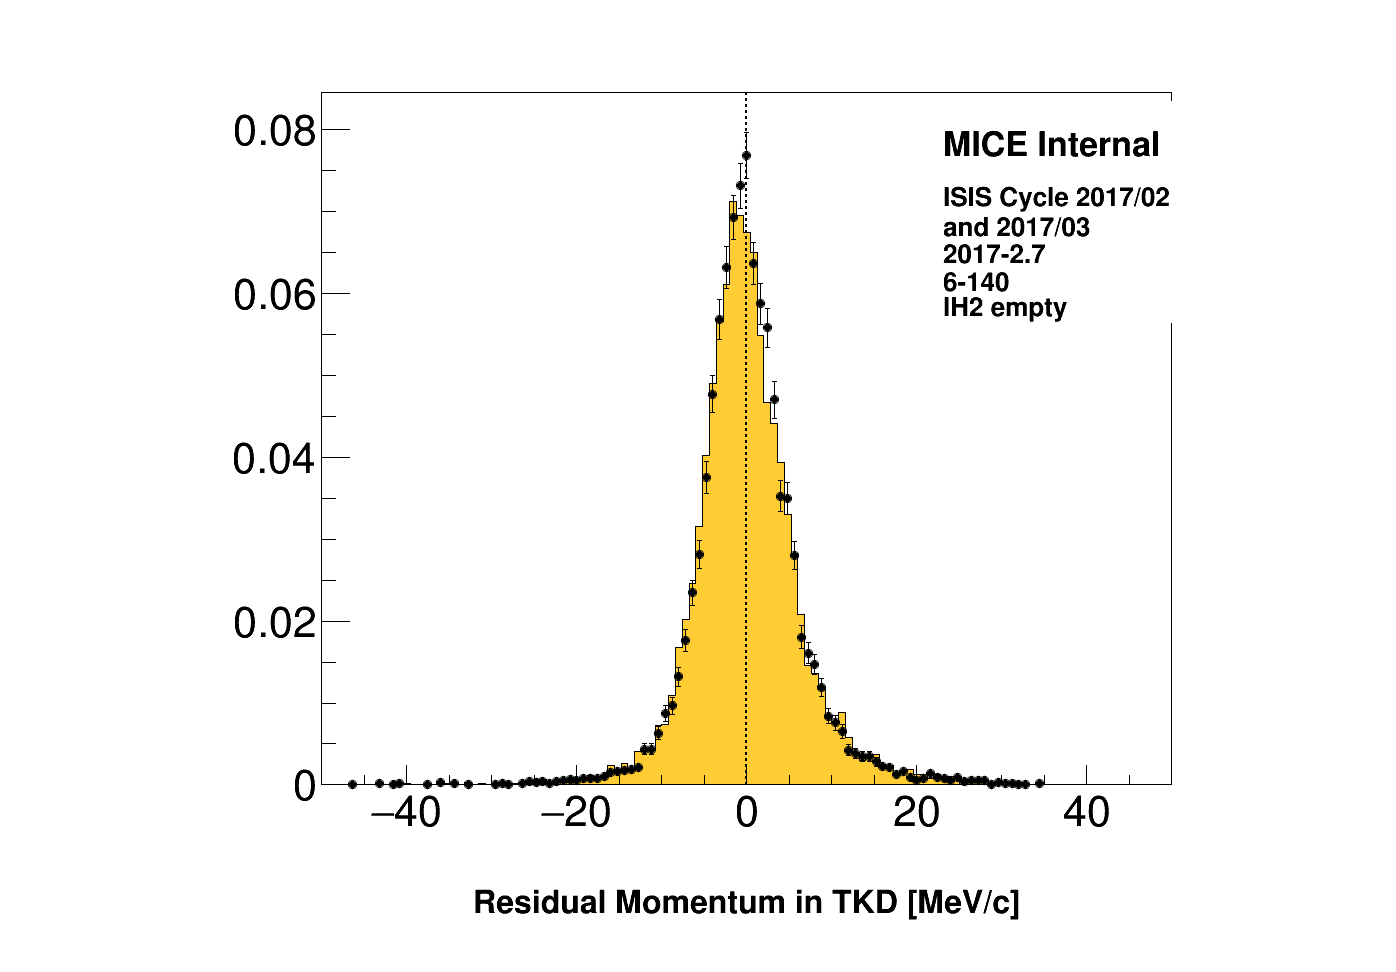 MICE Internal
ISIS Cycle 2017/02
and 2017/03
2017-2.7
6-140
lH2 empty
0.08
0.06
0.04
0.02
0
−40 −20 0 20 40
Residual Momentum in TKD [MeV/c]